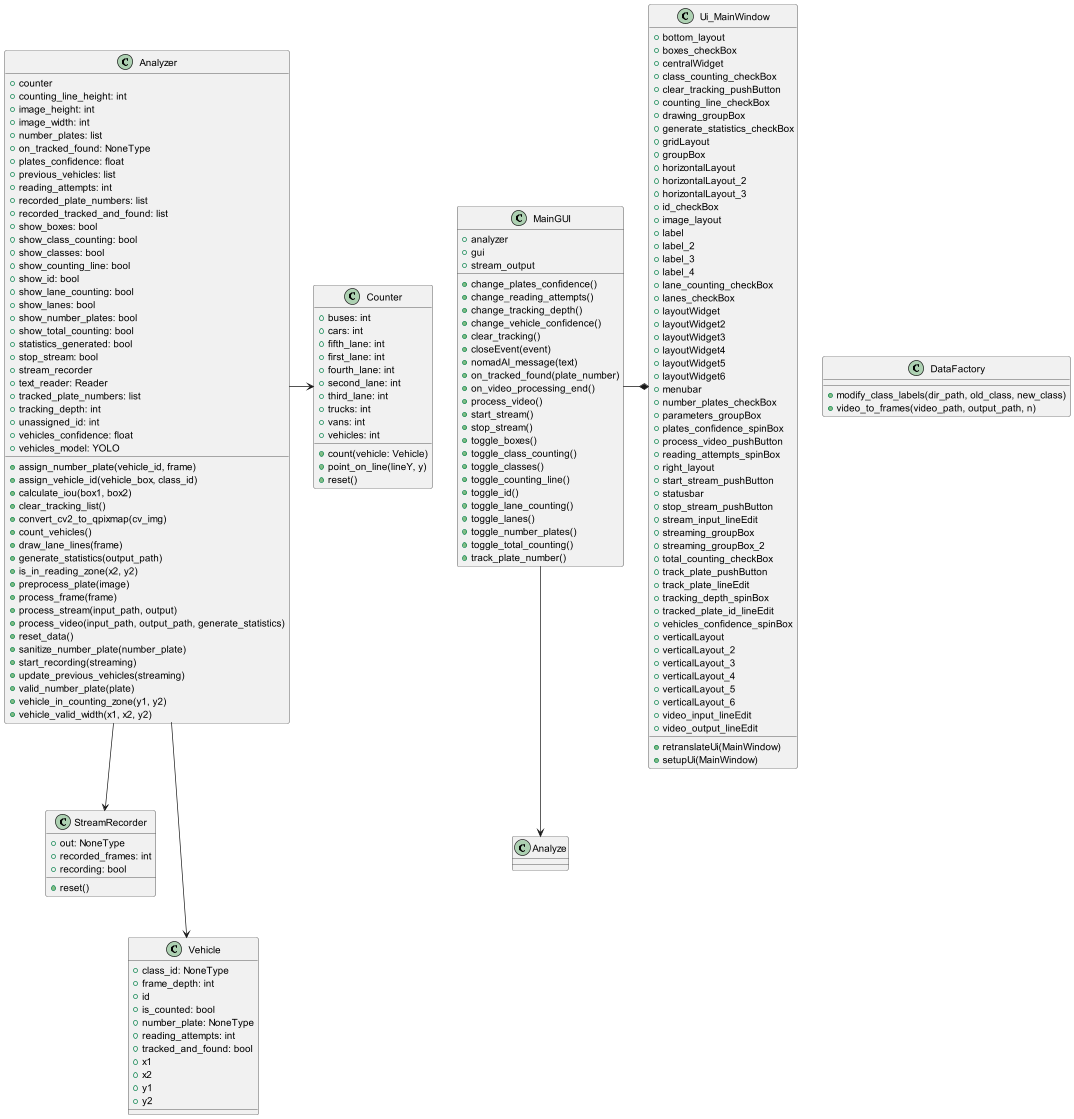 C Analyzer
counter
counting_line_height: int
image_height: int
image_width: int
number_plates: list
on_tracked_found: NoneType
plates_confidence: float
previous_vehicles: list
reading_attempts: int
recorded_plate_numbers: list
recorded_tracked_and_found: list
show_boxes: bool
show_class_counting: bool
show_classes: bool
show_counting_line: bool
show_id: bool
show_lane_counting: bool
show_lanes: bool
show_number_plates: bool
show_total_counting: bool
statistics_generated: bool
stop_stream: bool
stream_recorder
text_reader: Reader
tracked_plate_numbers: list
tracking_depth: int
unassigned_id: int
vehicles_confidence: float
vehicles_model: YOLO
assign_number_plate(vehicle_id, frame)
assign_vehicle_id(vehicle_box, class_id)
calculate_iou(box1, box2)
clear_tracking_list()
convert_cv2_to_qpixmap(cv_img)
count_vehicles()
draw_lane_lines(frame)
generate_statistics(output_path)
is_in_reading_zone(x2, y2)
preprocess_plate(image)
process_frame(frame)
process_stream(input_path, output)
process_video(input_path, output_path, generate_statistics)
reset_data()
sanitize_number_plate(number_plate)
start_recording(streaming)
update_previous_vehicles(streaming)
valid_number_plate(plate)
vehicle_in_counting_zone(y1, y2)
vehicle_valid_width(x1, x2, y2)
C Counter
buses: int
cars: int
fifth_lane: int
first_lane: int
fourth_lane: int
second_lane: int
third_lane: int
trucks: int
vans: int
vehicles: int
count(vehicle: Vehicle)
point_on_line(lineY, y)
reset()
C MainGUI
analyzer
gui
stream_output
change_plates_confidence()
change_reading_attempts()
change_tracking_depth()
change_vehicle_confidence()
clear_tracking()
closeEvent(event)
nomadAI_message(text)
on_tracked_found(plate_number)
on_video_processing_end()
process_video()
start_stream()
stop_stream()
toggle_boxes()
toggle_class_counting()
toggle_classes()
toggle_counting_line()
toggle_id()
toggle_lane_counting()
toggle_lanes()
toggle_number_plates()
toggle_total_counting()
track_plate_number()
C Ui_MainWindow
bottom_layout
boxes_checkBox
centralWidget
class_counting_checkBox
clear_tracking_pushButton
counting_line_checkBox
drawing_groupBox
generate_statistics_checkBox
gridLayout
groupBox
horizontalLayout
horizontalLayout_2
horizontalLayout_3
id_checkBox
image_layout
label
label_2
label_3
label_4
lane_counting_checkBox
lanes_checkBox
layoutWidget
layoutWidget2
layoutWidget3
layoutWidget4
layoutWidget5
layoutWidget6
menubar
number_plates_checkBox
parameters_groupBox
plates_confidence_spinBox
process_video_pushButton
reading_attempts_spinBox
right_layout
start_stream_pushButton
statusbar
stop_stream_pushButton
stream_input_lineEdit
streaming_groupBox
streaming_groupBox_2
total_counting_checkBox
track_plate_pushButton
track_plate_lineEdit
tracking_depth_spinBox
tracked_plate_id_lineEdit
vehicles_confidence_spinBox
verticalLayout
verticalLayout_2
verticalLayout_3
verticalLayout_4
verticalLayout_5
verticalLayout_6
video_input_lineEdit
video_output_lineEdit
retranslateUi(MainWindow)
setupUi(MainWindow)
C DataFactory
modify_class_labels(dir_path, old_class, new_class)
video_to_frames(video_path, output_path, n)
C StreamRecorder
out: NoneType
recorded_frames: int
recording: bool
reset()
C Analyze
C Vehicle
class_id: NoneType
frame_depth: int
id
is_counted: bool
number_plate: NoneType
reading_attempts: int
tracked_and_found: bool
x1
x2
y1
y2